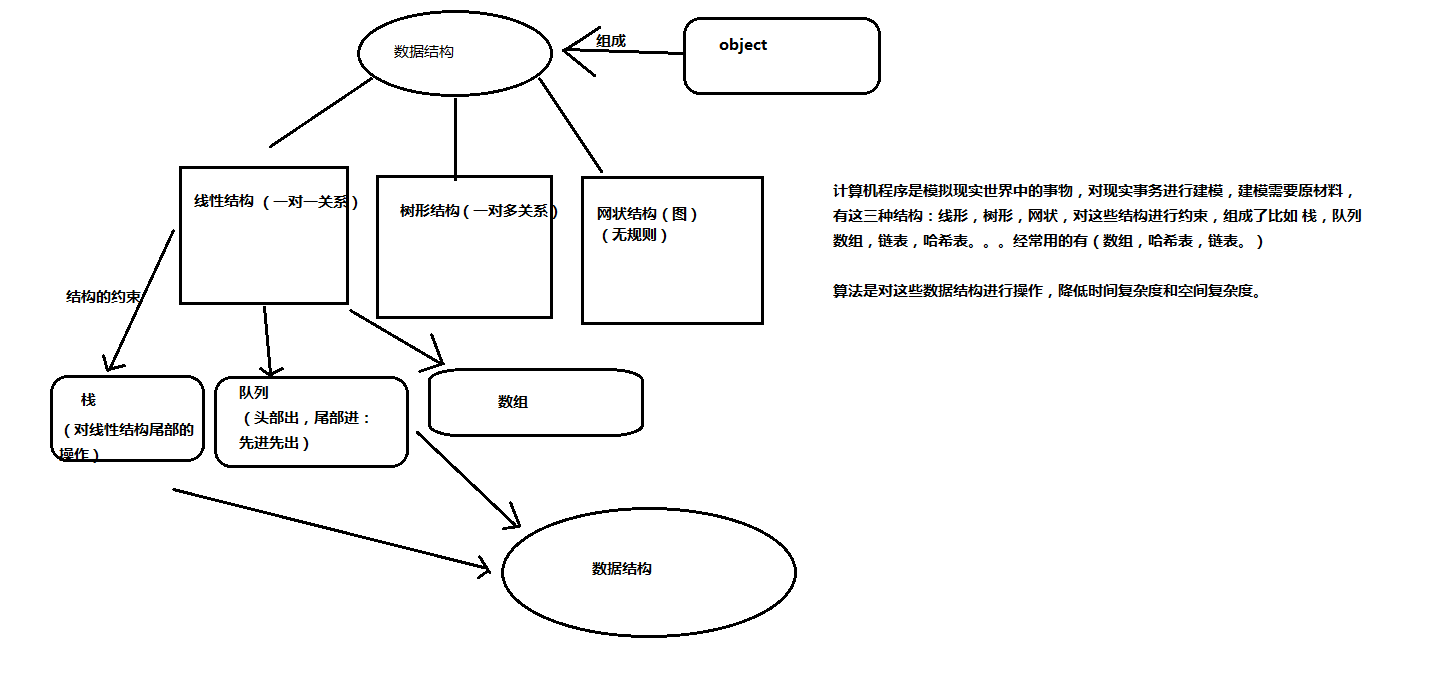 数据结构
组成
object
线性结构（一对一关系）
树形结构（一对多关系）
网状结构（图）
（无规则）
计算机程序是模拟现实世界中的事物，对现实事务进行建模，建模需要原材料，
有这三种结构：线形，树形，网状，对这些结构进行约束，组成了比如 栈，队列
数组，链表，哈希表。。。经常用的有（数组，哈希表，链表。）
算法是对这些数据结构进行操作，降低时间复杂度和空间复杂度。
结构的约束
栈
（对线性结构尾部的
操作）
队列
（头部出，尾部进：
先进先出）
数组
数据结构